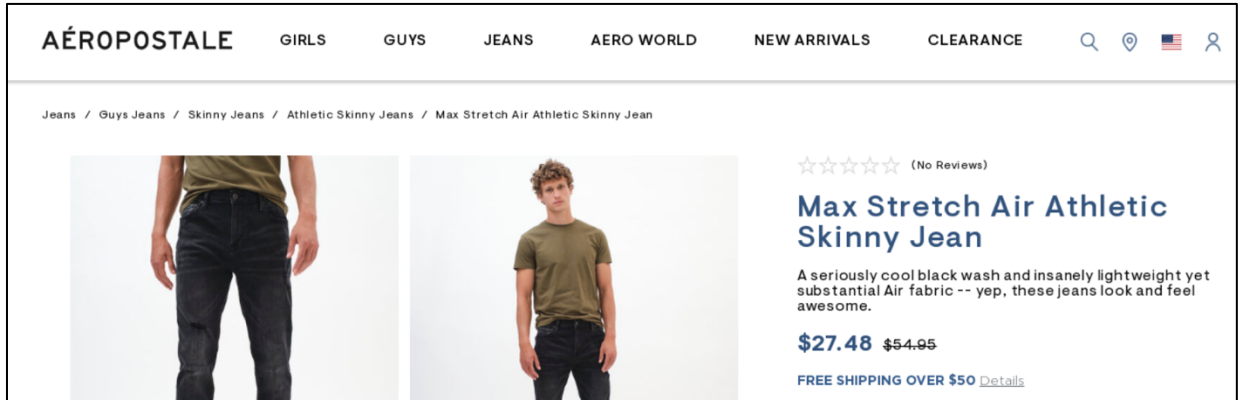 AÉROPOSTALE GIRLS GUYS JEANS AERO WORLD NEW ARRIVALS CLEARANCE
Jeans / Guys Jeans / Skinny Jeans / Athletic Skinny Jeans / Max Stretch Air Athletic Skinny Jean
(No Reviews)
Max Stretch Air Athletic
Skinny Jean
A seriously cool black wash and insanely lightweight yet
substantial Air fabric -- yep, these jeans look and feel
awesome.
$27.48 $54.95
FREE SHIPPING OVER $50 Details